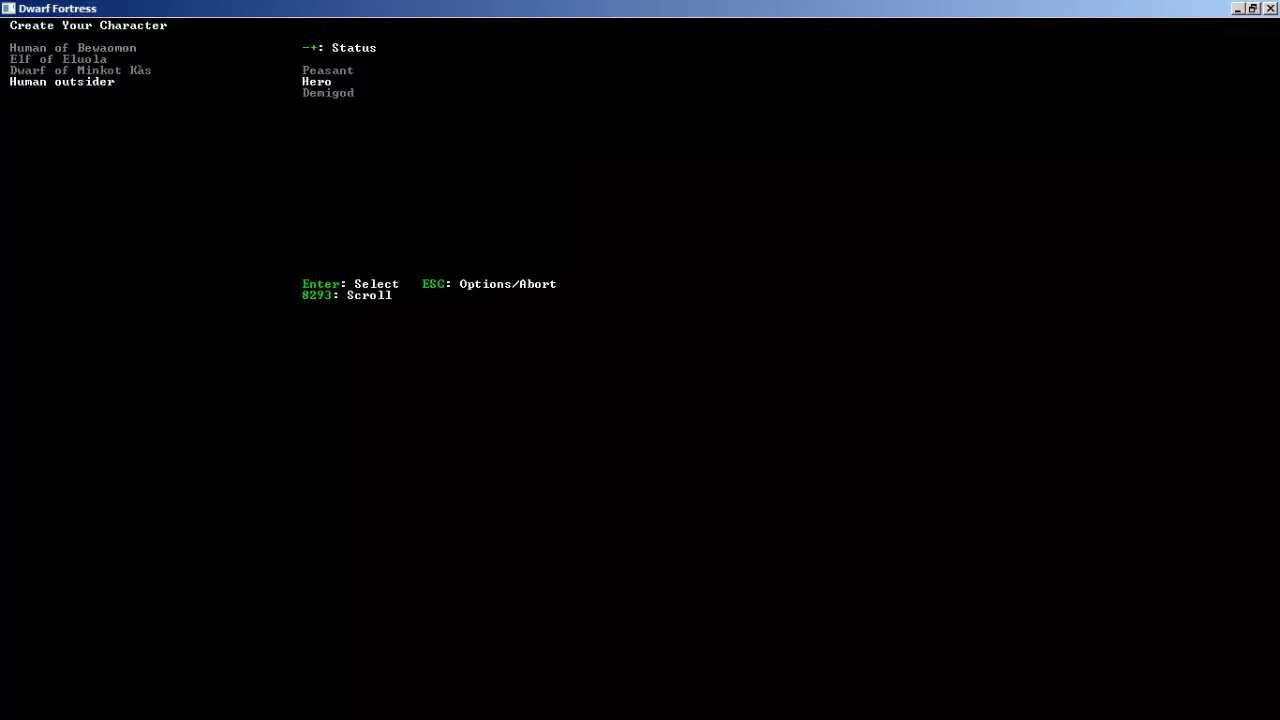 Dwarf Fortress
Create Your Character
Human of Bewaomon
Elf of Eluola
Dwarf of Minkot Kàs
Human outsider
-+: Status
Peasant
Hero
Demigod
Enter: Select   ESC: Options/Abort
8293: Scroll